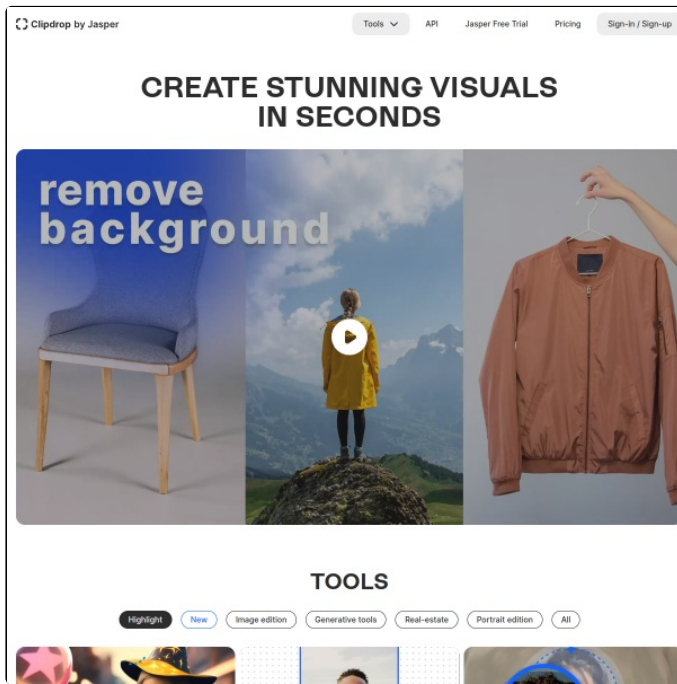 Clipdrop by Jasper
Tools
API
Jasper Free Trial
Pricing
Sign-in / Sign-up
CREATE STUNNING VISUALS
IN SECONDS
remove
background
TOOLS
Highlight
New
Image edition
Generative tools
Real-estate
Portrait edition
All